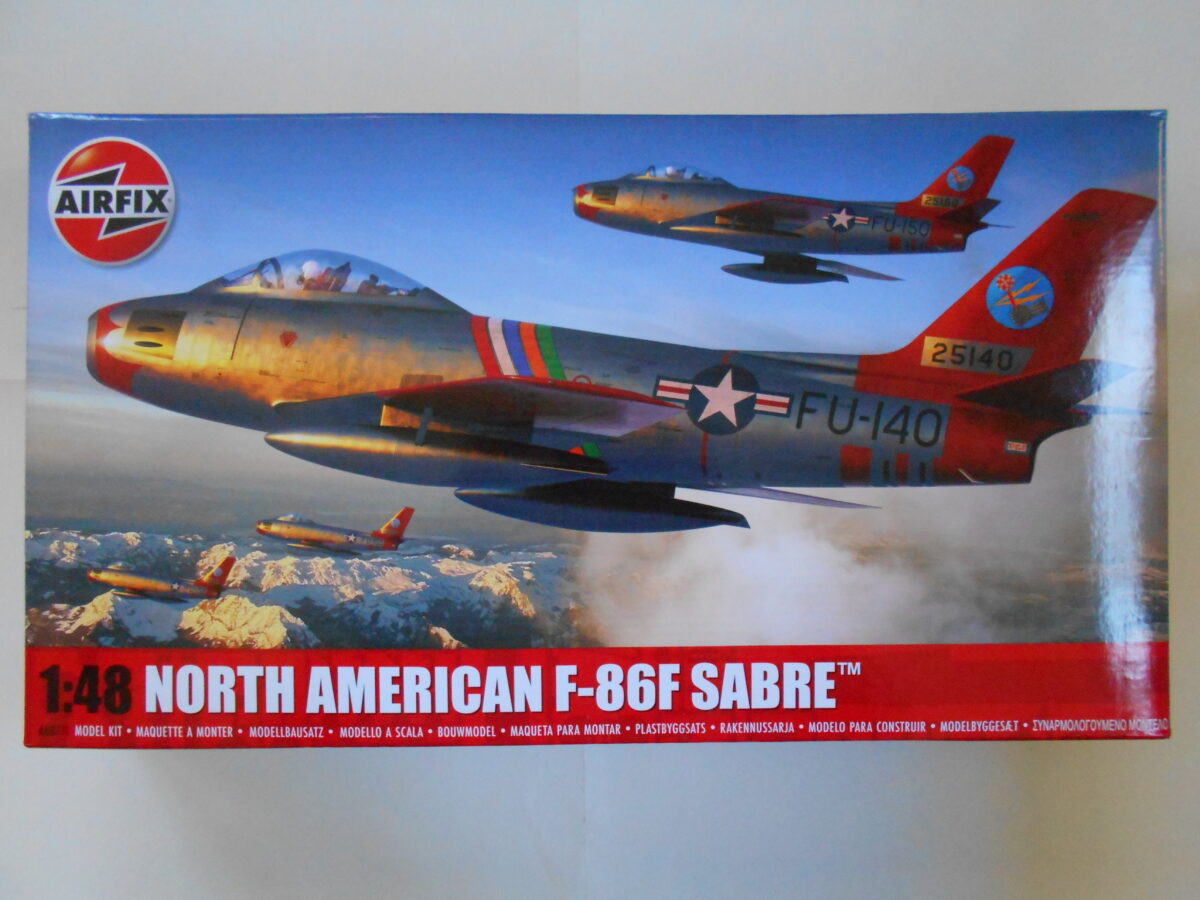 AIRFIX
25150
FU-150
25140
FU-140
1:48 NORTH AMERICAN F-86F SABRE™
MODEL KIT • MAQUETTE A MONTER • MODELLBAUSATZ • MODELLO A SCALA • BOUWMODEL • MAQUETA PARA MONTAR • PLASTBYGGSATS • RAKENNUSSARJA • MODELO PARA CONSTRUIR • MODELBYGGESÆT • ΣΥΝΑΡΜΟΛΟΓΟΥΜΕΝΟ ΜΟΝΤΕΛΟ